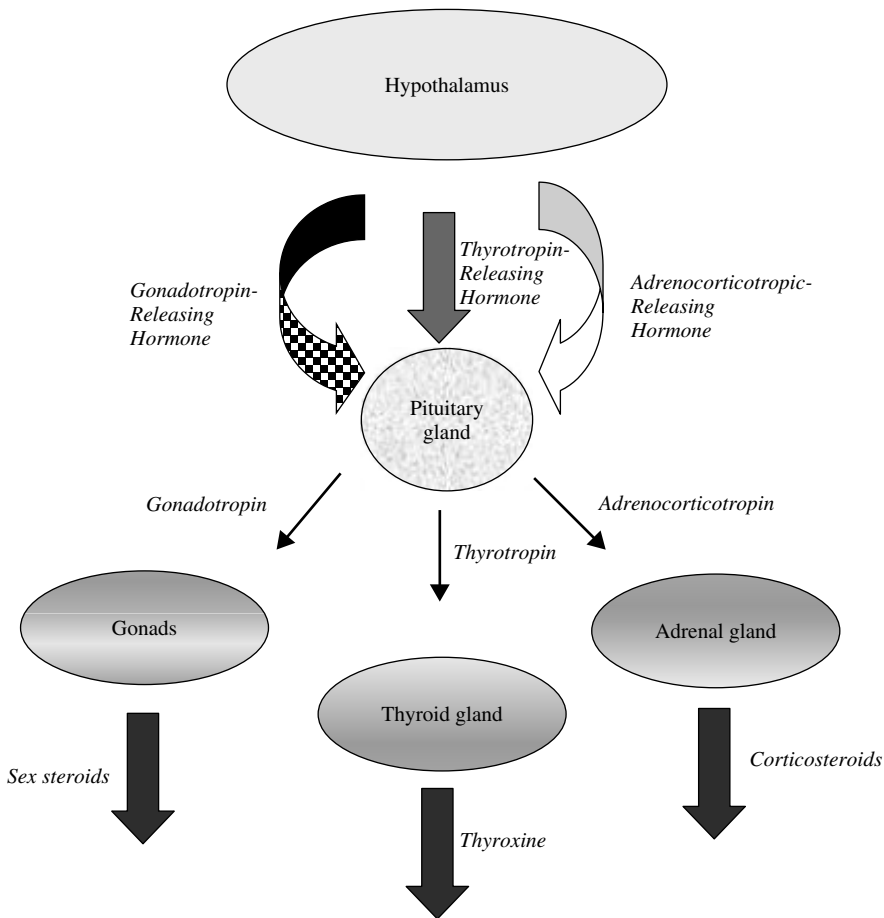 Hypothalamus
Gonadotropin-
Releasing
Hormone
Thyrotropin-
Releasing
Hormone
Adrenocorticotropic-
Releasing
Hormone
Pituitary
gland
Gonadotropin
Thyrotropin
Adrenocorticotropin
Gonads
Thyroid gland
Adrenal gland
Sex steroids
Thyroxine
Corticosteroids